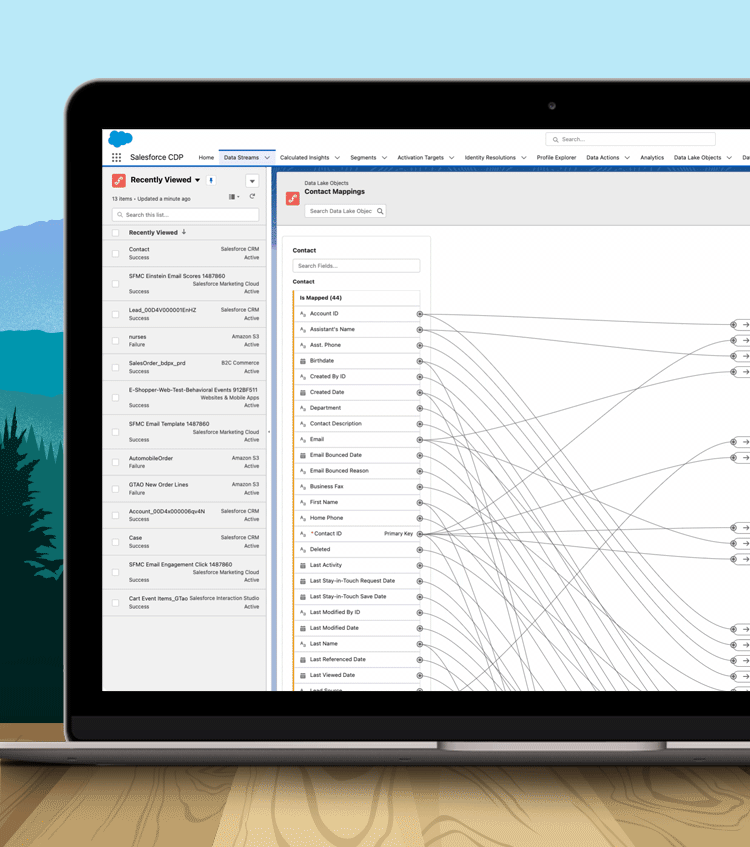 Search...
Salesforce CDP
Home
Data Streams
Calculated Insights
Segments
Activation Targets
Identity Resolutions
Profile Explorer
Data Actions
Analytics
Data Lake Objects
Da
Recently Viewed
13 items • Updated a minute ago
Search this list...
Recently Viewed
Contact Salesforce CRM
Success Active
SFMC Einstein Email Scores 1487860
Salesforce Marketing Cloud
Success Active
Lead_00D4V000001EnHZ Salesforce CRM
Success Active
nurses Amazon S3
Failure Active
SalesOrder_bdpx_prd B2C Commerce
Success Active
E-Shopper-Web-Test-Behavioral Events 912BF511
Websites & Mobile Apps
Success Active
SFMC Email Template 1487860
Salesforce Marketing Cloud
Success Active
AutomobileOrder Amazon S3
Failure Active
GTAO New Order Lines Amazon S3
Failure Active
Account_00D4x000006qv4N Salesforce CRM
Success Active
Case Salesforce CRM
Success Active
SFMC Email Engagement Click 1487860
Salesforce Marketing Cloud
Success Active
Cart Event Items_GTao Salesforce Interaction Studio
Success Active
Data Lake Objects
Contact Mappings
Search Data Lake Objec
Contact
Search Fields...
Contact
Is Mapped (44)
Account ID
Assistant's Name
Asst. Phone
Birthdate
Created By ID
Created Date
Department
Contact Description
Email
Email Bounced Date
Email Bounced Reason
Business Fax
First Name
Home Phone
*Contact ID Primary Key
Deleted
Last Activity
Last Stay-in-Touch Request Date
Last Stay-in-Touch Save Date
Last Modified By ID
Last Modified Date
Last Name
Last Referenced Date
Last Viewed Date
Lead Source